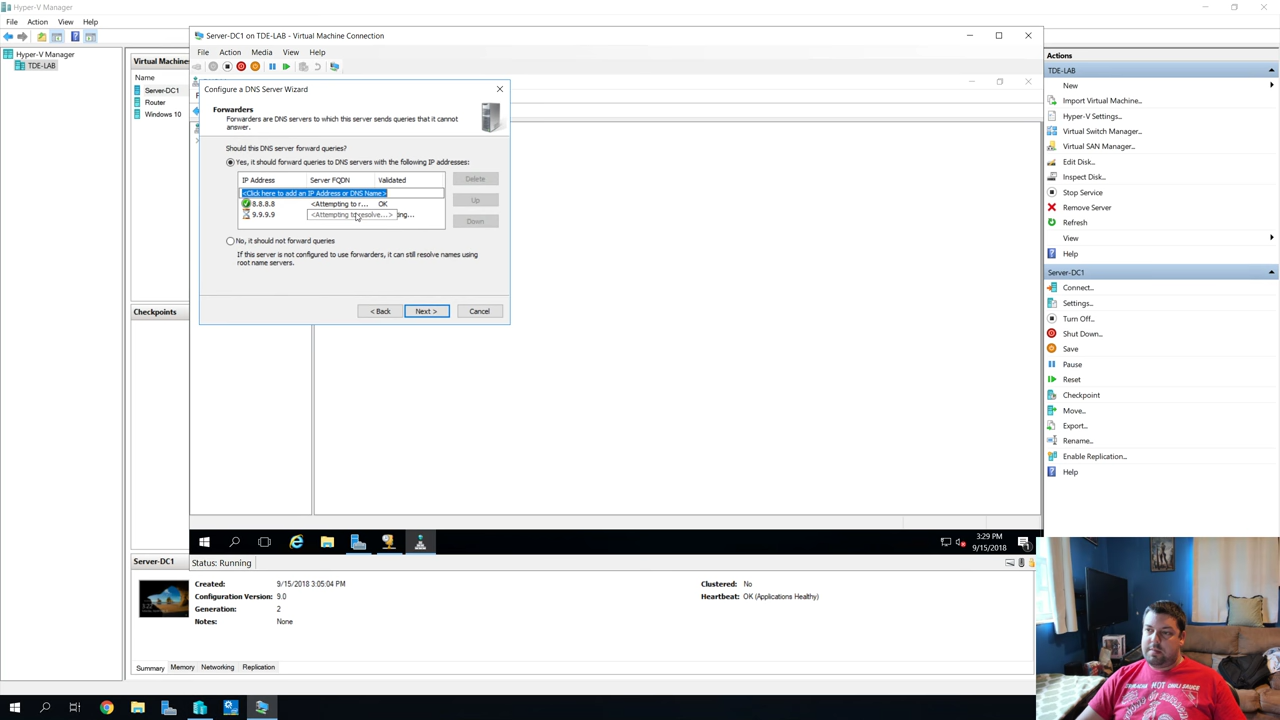 Hyper-V Manager
File Action View Help
Hyper-V Manager
TDE-LAB
Virtual Machines
Name
Server-DC1
Router
Windows 10
Checkpoints
Server-DC1 on TDE-LAB - Virtual Machine Connection
File Action Media View Help
Configure a DNS Server Wizard
Forwarders
Forwarders are DNS servers to which this server sends queries that it cannot
answer.
Should this DNS server forward queries?
Yes, it should forward queries to DNS servers with the following IP addresses:
IP Address Server FQDN Validated
<Click here to add an IP Address or DNS Name>
8.8.8.8 <Attempting to r... OK
9.9.9.9 <Attempting to resolve...> ing...
Delete
Up
Down
No, it should not forward queries
If this server is not configured to use forwarders, it can still resolve names using
root name servers.
< Back Next > Cancel
3:29 PM
9/15/2018
Actions
TDE-LAB
New
Import Virtual Machine...
Hyper-V Settings...
Virtual Switch Manager...
Virtual SAN Manager...
Edit Disk...
Inspect Disk...
Stop Service
Remove Server
Refresh
View
Help
Server-DC1
Connect...
Settings...
Turn Off...
Shut Down...
Save
Pause
Reset
Checkpoint
Move...
Export...
Rename...
Enable Replication...
Help
Server-DC1
Status: Running
Created: 9/15/2018 3:05:04 PM Clustered: No
Configuration Version: 9.0 Heartbeat: OK (Applications Healthy)
Generation: 2
Notes: None
Summary Memory Networking Replication